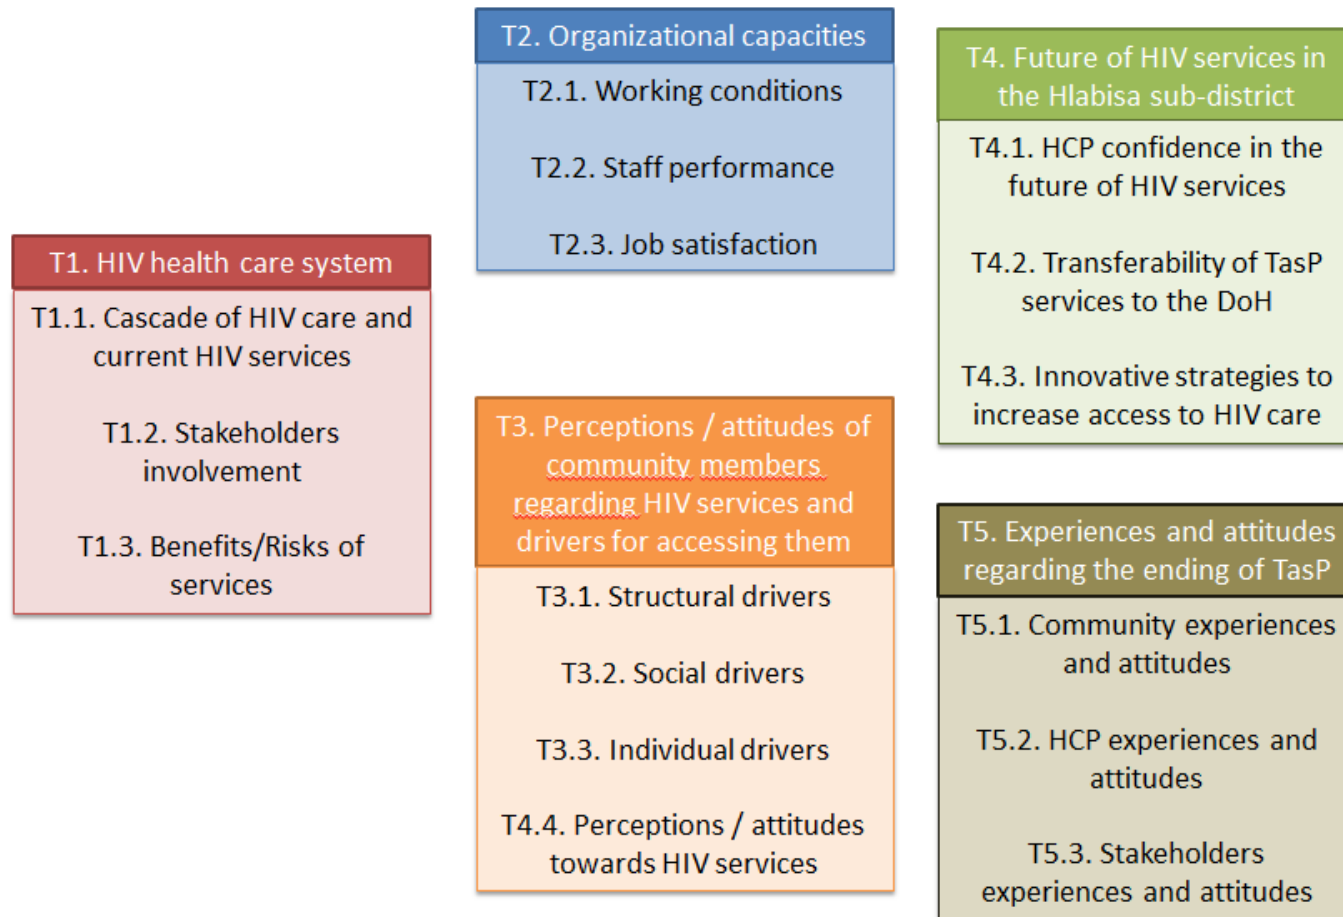 T1. HIV health care system
T1.1. Cascade of HIV care and
current HIV services
T1.2. Stakeholders
involvement
T1.3. Benefits/Risks of
services
T2. Organizational capacities
T2.1. Working conditions
T2.2. Staff performance
T2.3. Job satisfaction
T3. Perceptions / attitudes of
community members
regarding HIV services and
drivers for accessing them
T3.1. Structural drivers
T3.2. Social drivers
T3.3. Individual drivers
T4.4. Perceptions / attitudes
towards HIV services
T4. Future of HIV services in
the Hlabisa sub-district
T4.1. HCP confidence in the
future of HIV services
T4.2. Transferability of TasP
services to the DoH
T4.3. Innovative strategies to
increase access to HIV care
T5. Experiences and attitudes
regarding the ending of TasP
T5.1. Community experiences
and attitudes
T5.2. HCP experiences and
attitudes
T5.3. Stakeholders
experiences and attitudes